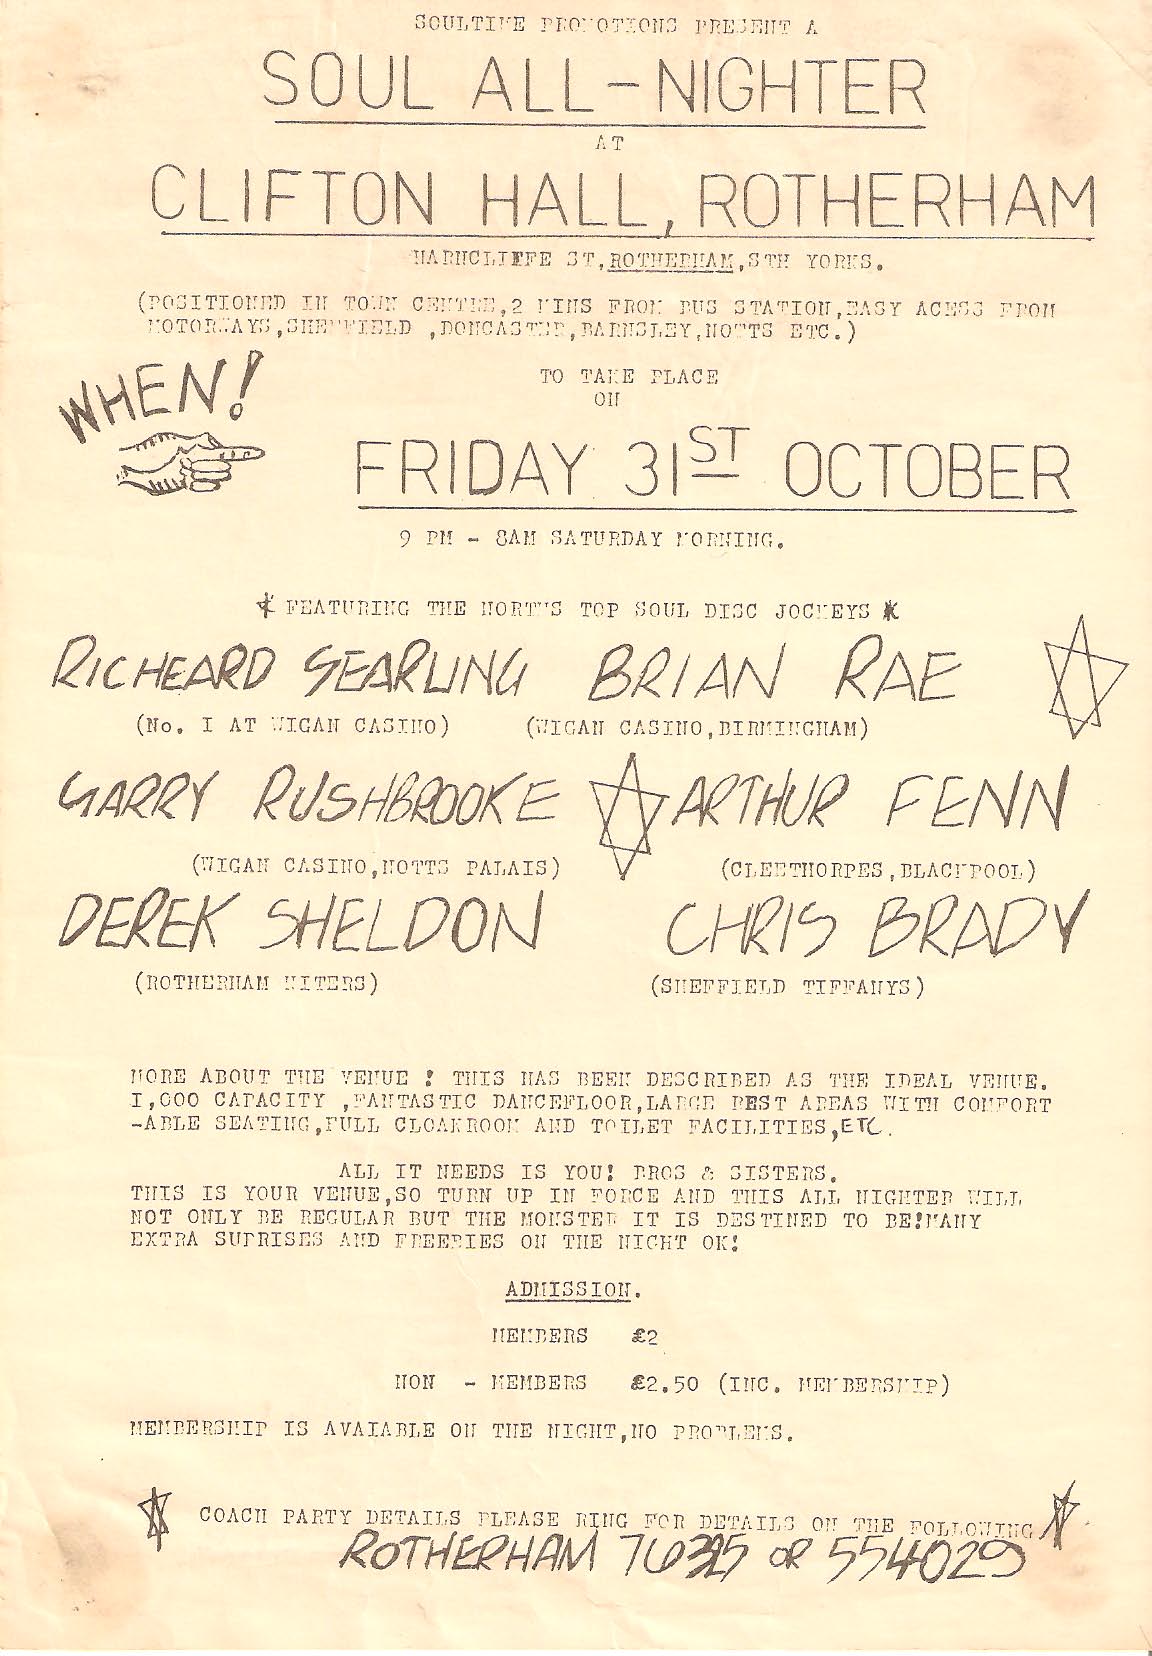 SOULTIME PROMOTIONS PRESENT A
SOUL ALL-NIGHTER
AT
CLIFTON HALL, ROTHERHAM
WARNCLIFFE ST,ROTHERHAM,STH YORKS.
(POSITIONED IN TOWN CENTRE,2 MINS FROM BUS STATION,EASY ACESS FROM
MOTORWAYS,SHEFFIELD ,DONCASTER,BARNSLEY,NOTTS ETC.)
WHEN!
TO TAKE PLACE
ON
FRIDAY 31ST OCTOBER
9 PM - 8AM SATURDAY MORNING.
* FEATURING THE NORTHS TOP SOUL DISC JOCKEYS *
RICHEARD SEARLING BRIAN RAE
(No. I AT WIGAN CASINO) (WIGAN CASINO,BIRMINGHAM)
GARRY RUSHBROOKE ARTHUR FENN
(WIGAN CASINO,NOTTS PALAIS) (CLEETHORPES,BLACKPOOL)
DEREK SHELDON CHRIS BRADY
(ROTHERHAM NITERS) (SHEFFIELD TIFFANYS)
MORE ABOUT THE VENUE ! THIS HAS BEEN DESCRIBED AS THE IDEAL VENUE.
I,000 CAPACITY ,FANTASTIC DANCEFLOOR,LARGE REST AREAS WITH COMFORT
-ABLE SEATING,FULL CLOAKROOM AND TOILET FACILITIES,ETC.
ALL IT NEEDS IS YOU! BROS & SISTERS.
THIS IS YOUR VENUE,SO TURN UP IN FORCE AND THIS ALL NIGHTER WILL
NOT ONLY BE REGULAR BUT THE MONSTER IT IS DESTINED TO BE!MANY
EXTRA SUPRISES AND FREEBIES ON THE NIGHT OK!
ADMISSION.
MEMBERS £2
NON - MEMBERS £2.50 (INC. MEMBERSHIP)
MEMBERSHIP IS AVAIABLE ON THE NIGHT,NO PROBLEMS.
COACH PARTY DETAILS PLEASE RING FOR DETAILS ON THE FOLLOWING
ROTHERHAM OR 554029